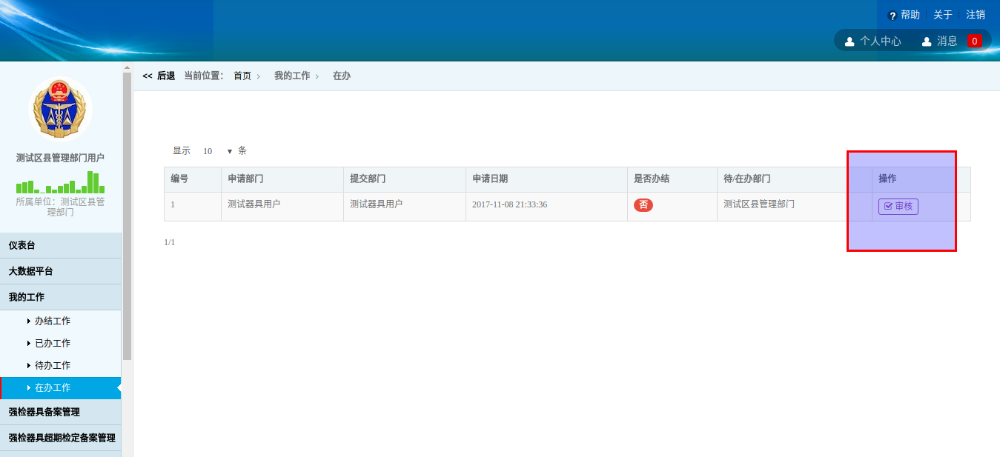 帮助 关于 注销
个人中心 消息 0
<< 后退 当前位置： 首页 > 我的工作 > 在办
测试区县管理部门用户
所属单位：测试区县管
理部门
仪表台
大数据平台
我的工作
办结工作
已办工作
待办工作
在办工作
强检器具备案管理
强检器具超期检定备案管理
显示 10 ▼ 条
编号 申请部门 提交部门 申请日期 是否办结 待/在办部门 操作
1 测试器具用户 测试器具用户 2017-11-08 21:33:36 否 测试区县管理部门 审核
1/1